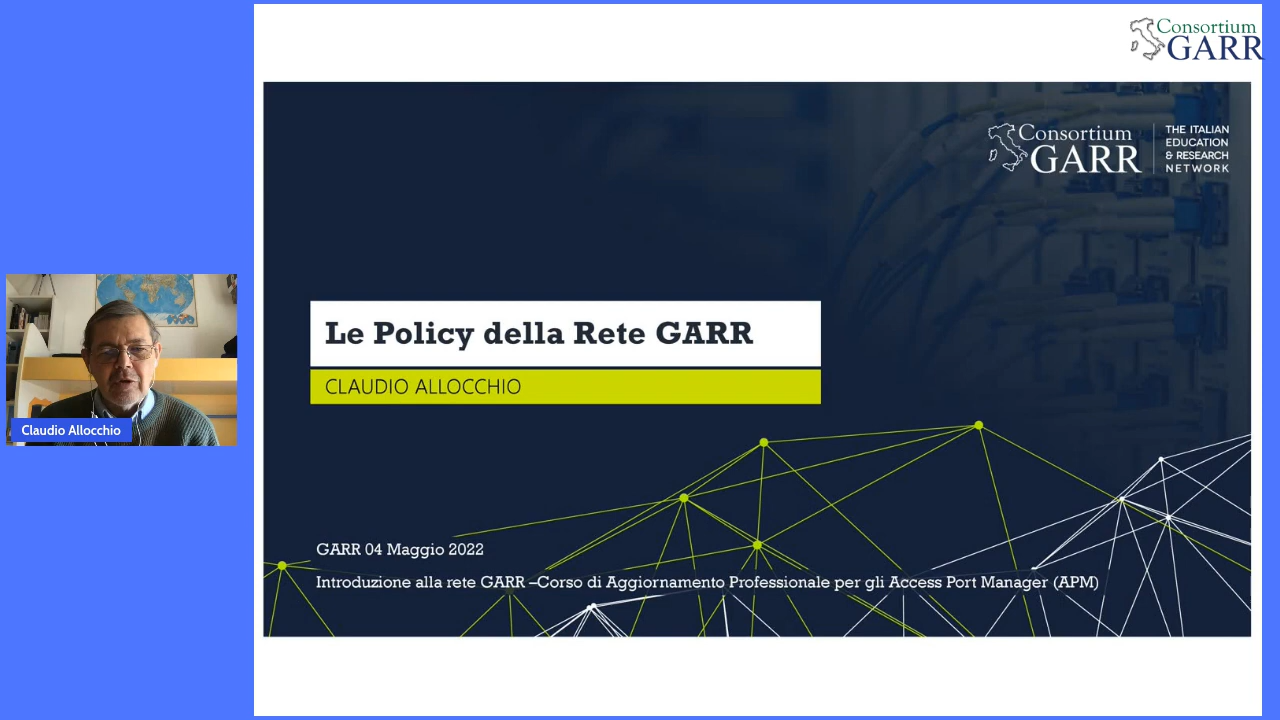 Consortium
GARR
Consortium
GARR
THE ITALIAN
EDUCATION
& RESEARCH
NETWORK
Le Policy della Rete GARR
CLAUDIO ALLOCCHIO
Claudio Allocchio
GARR 04 Maggio 2022
Introduzione alla rete GARR –Corso di Aggiornamento Professionale per gli Access Port Manager (APM)